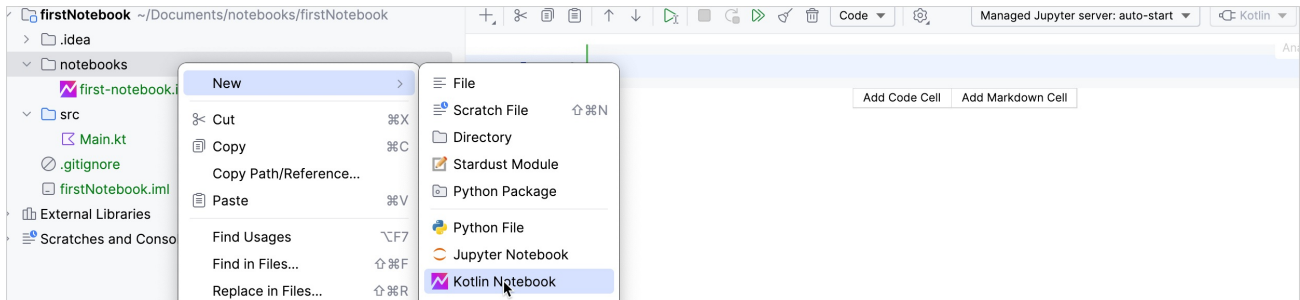 firstNotebook ~/Documents/notebooks/firstNotebook
Code
Managed Jupyter server: auto-start
Kotlin
.idea
notebooks
first-notebook.i
src
Main.kt
.gitignore
firstNotebook.iml
External Libraries
Scratches and Conso
New
Cut ⌘X
Copy ⌘C
Copy Path/Reference...
Paste ⌘V
Find Usages ⌥F7
Find in Files... ⇧⌘F
Replace in Files... ⇧⌘R
File
Scratch File ⇧⌘N
Directory
Stardust Module
Python Package
Python File
Jupyter Notebook
Kotlin Notebook
Ana
Add Code Cell
Add Markdown Cell